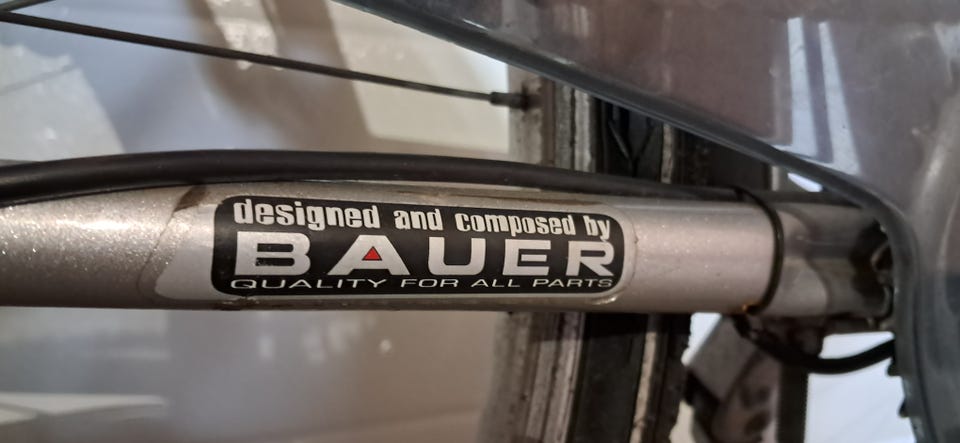 designed and composed by
BAUER
QUALITY FOR ALL PARTS